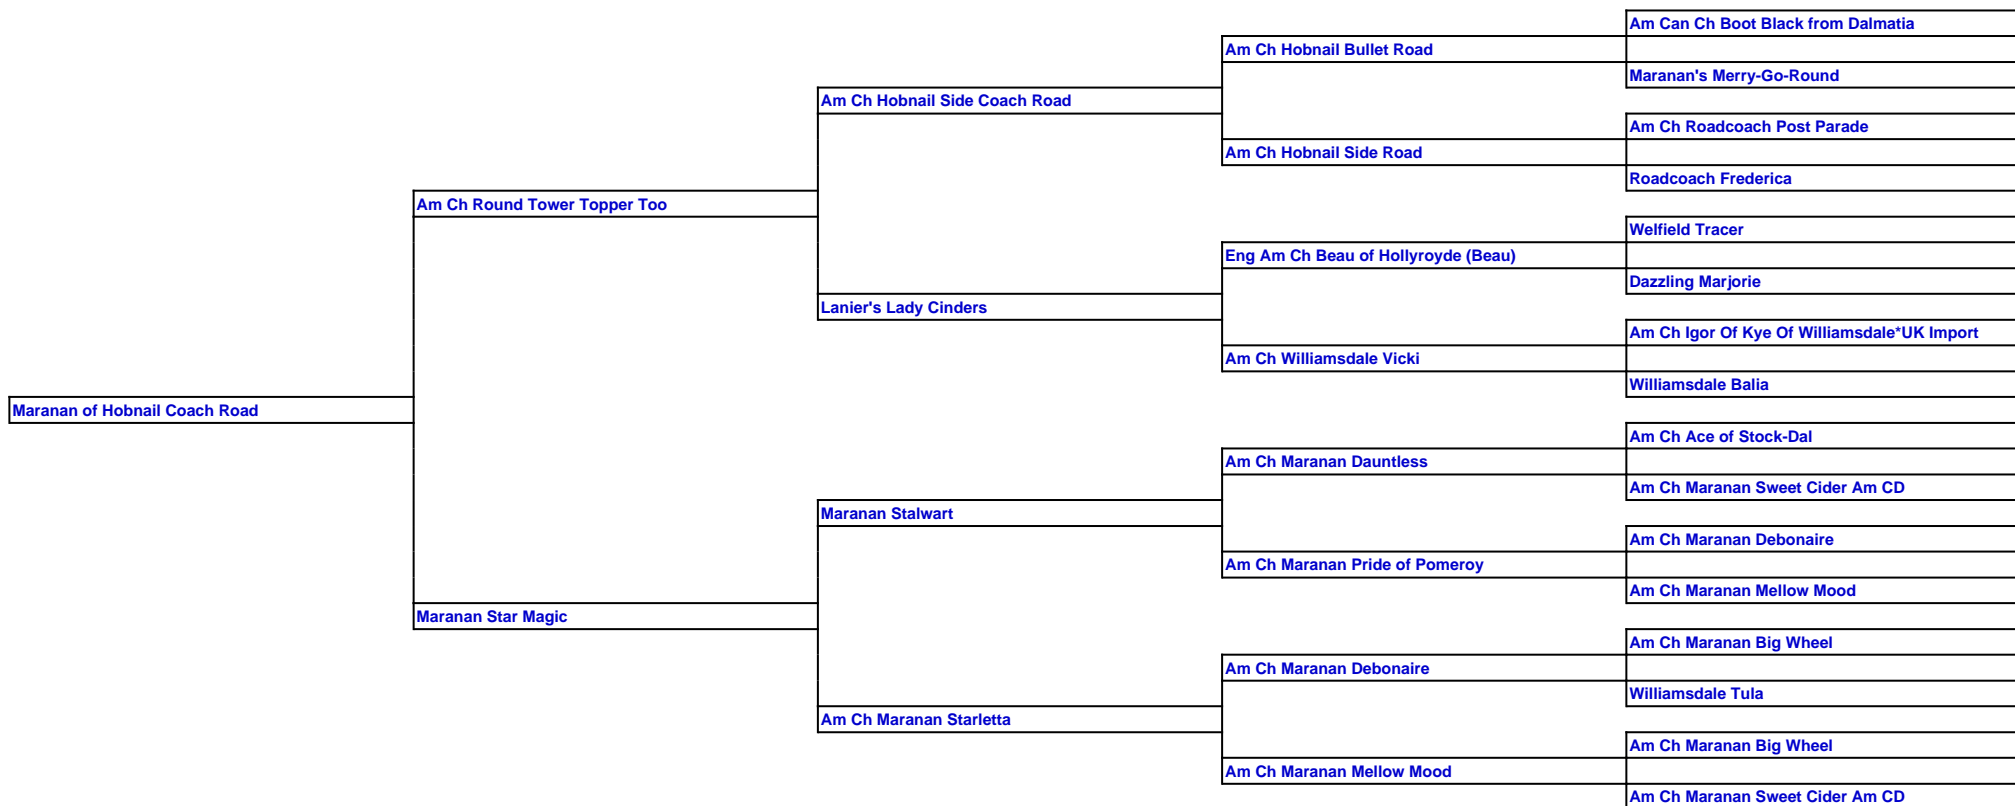 Am Can Ch Boot Black from Dalmatia
Am Ch Hobnail Bullet Road
Maranan's Merry-Go-Round
Am Ch Hobnail Side Coach Road
Am Ch Roadcoach Post Parade
Am Ch Hobnail Side Road
Roadcoach Frederica
Am Ch Round Tower Topper Too
Welfield Tracer
Eng Am Ch Beau of Hollyroyde (Beau)
Dazzling Marjorie
Lanier's Lady Cinders
Am Ch Igor Of Kye Of Williamsdale*UK Import
Am Ch Williamsdale Vicki
Williamsdale Balia
Maranan of Hobnail Coach Road
Am Ch Ace of Stock-Dal
Am Ch Maranan Dauntless
Am Ch Maranan Sweet Cider Am CD
Maranan Stalwart
Am Ch Maranan Debonaire
Am Ch Maranan Pride of Pomeroy
Am Ch Maranan Mellow Mood
Maranan Star Magic
Am Ch Maranan Big Wheel
Am Ch Maranan Debonaire
Williamsdale Tula
Am Ch Maranan Starletta
Am Ch Maranan Big Wheel
Am Ch Maranan Mellow Mood
Am Ch Maranan Sweet Cider Am CD